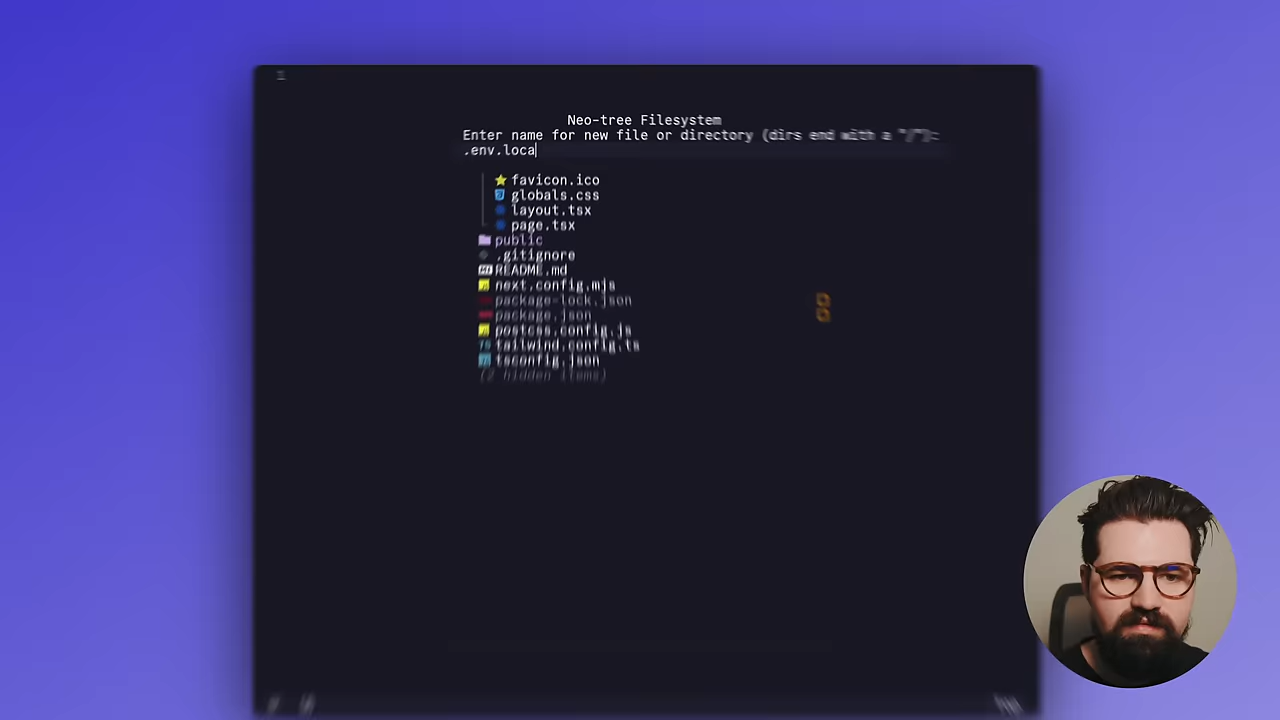 1
Neo-tree Filesystem
Enter name for new file or directory (dirs end with a "/"):
.env.loca
favicon.ico
globals.css
layout.tsx
page.tsx
public
.gitignore
README.md
next.config.mjs
package-lock.json
package.json
postcss.config.js
tailwind.config.ts
tsconfig.json
(2 hidden items)